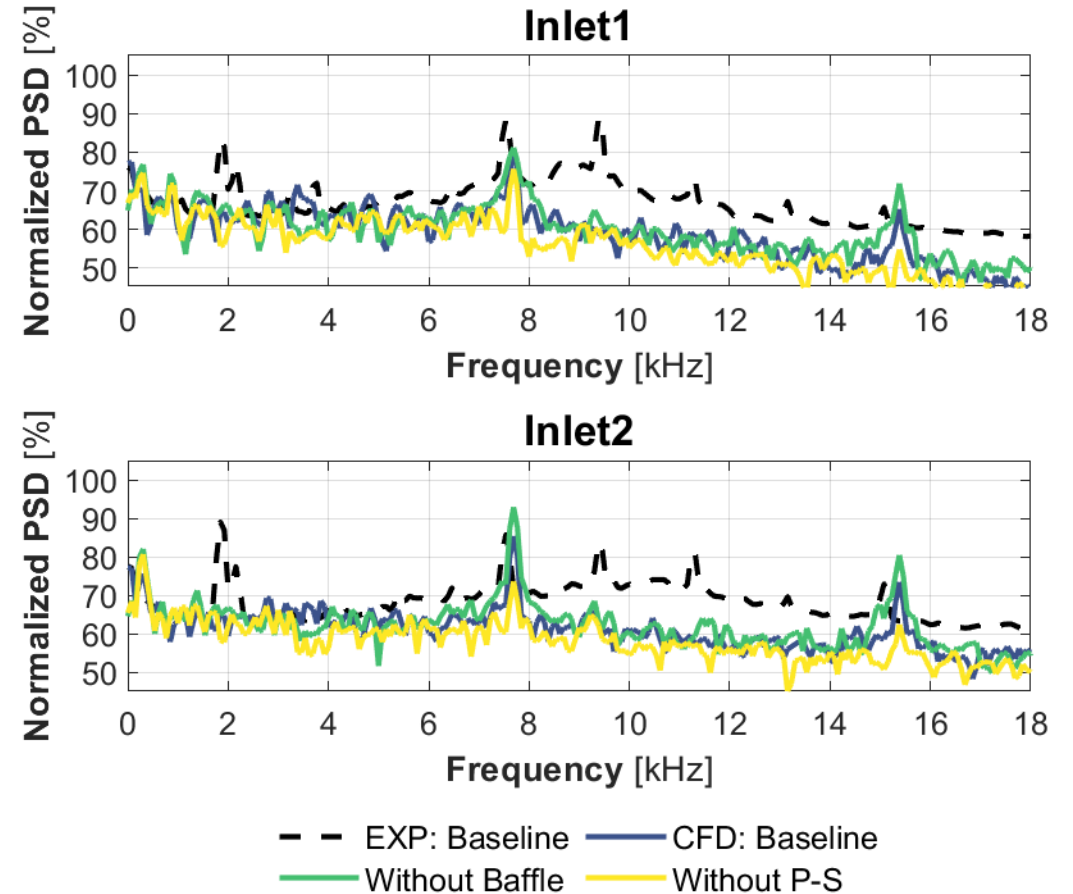 Inlet1
Normalized PSD [%]
100
90
80
70
60
50
0 2 4 6 8 10 12 14 16 18
Frequency [kHz]
Inlet2
Normalized PSD [%]
100
90
80
70
60
50
0 2 4 6 8 10 12 14 16 18
Frequency [kHz]
EXP: Baseline CFD: Baseline
Without Baffle Without P-S